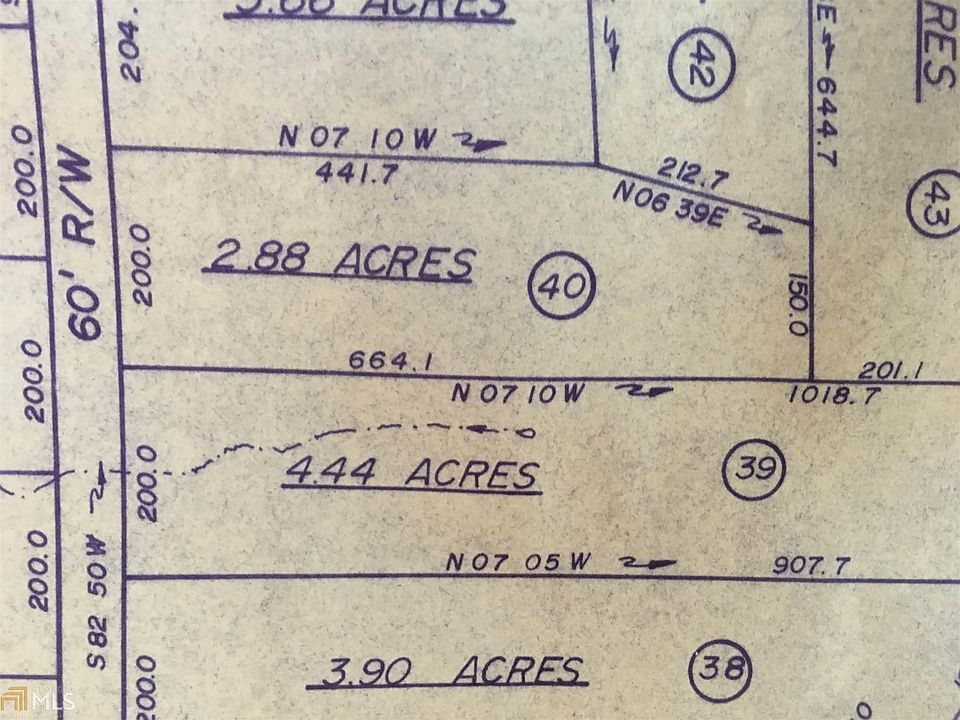 ACRES
204.
42
E
644.7
RES
N 07 10 W
441.7
212.7
N06 39E
43
200.0
60' R/W
200.0
2.88 ACRES
40
150.0
200.0
664.1
N 07 10 W
201.1
1018.7
200.0
4.44 ACRES
39
200.0
S 82 50 W
N 07 05 W
907.7
200.0
3.90 ACRES
38
MLS